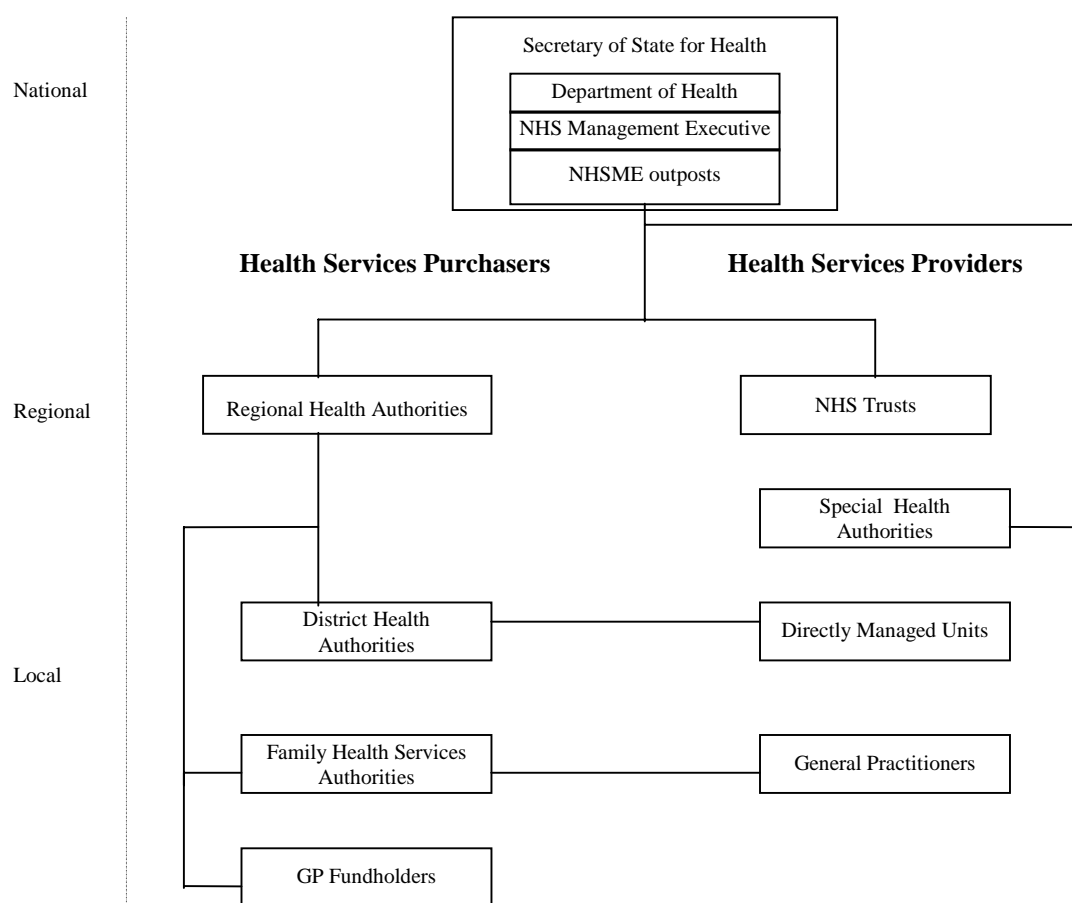 Secretary of State for Health
National
Department of Health
NHS Management Executive
NHSME outposts
Health Services Purchasers
Health Services Providers
Regional
Regional Health Authorities
NHS Trusts
Special Health
Authorities
District Health
Authorities
Directly Managed Units
Local
Family Health Services
Authorities
General Practitioners
GP Fundholders